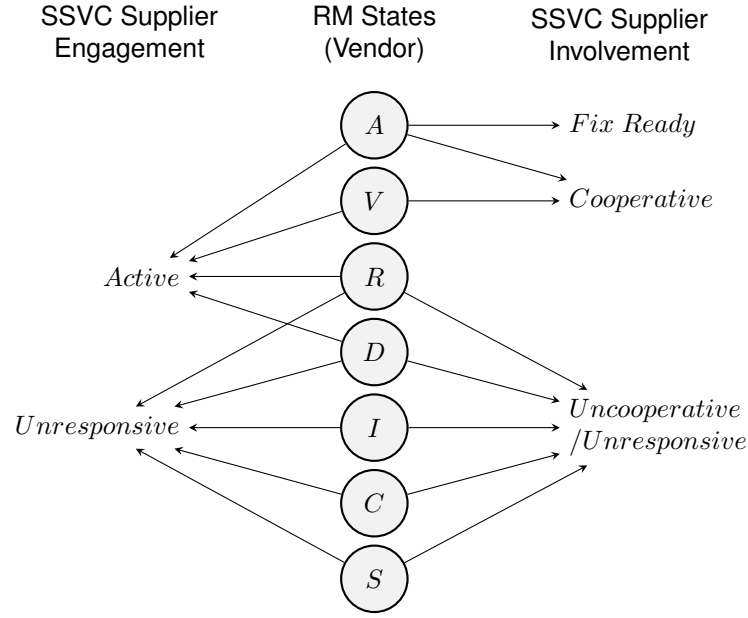 SSVC Supplier
Engagement
RM States
(Vendor)
SSVC Supplier
Involvement
A
Fix Ready
V
Cooperative
Active
R
D
Unresponsive
I
Uncooperative
/Unresponsive
C
S